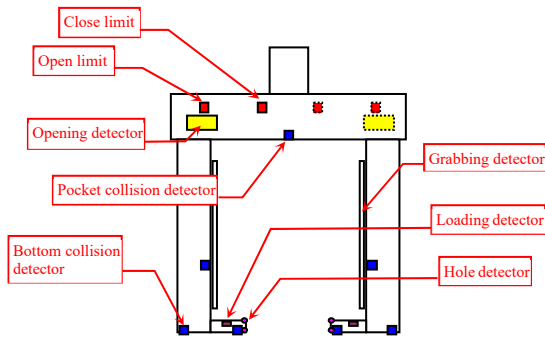 Close limit
Open limit
Opening detector
Grabbing detector
Pocket collision detector
Loading detector
Bottom collision
detector
Hole detector